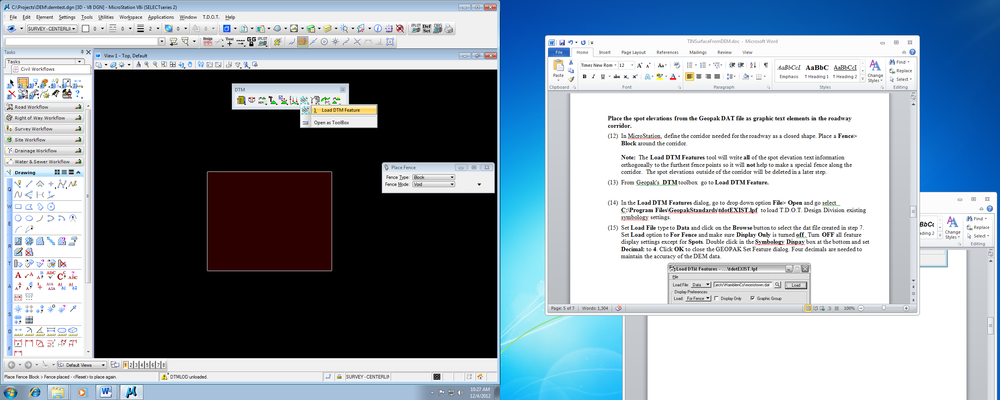 C:\Projects\DEM\demtest.dgn [3D - V8 DGN] - MicroStation V8i (SELECTseries 2)
File Edit Element Settings Tools Utilities Workspace Applications Window T.D.O.T. Help
SURVEY - CENTERLII 0 0 2 0 0
IPLOT Def Set ORG
Design Text GG IPLOT
Tasks
Tasks
Civil Workflows
1 2 3 4 5 6 7
8 9 0
Road Workflow
Right of Way Workflow
Survey Workflow
Site Workflow
Drainage Workflow
Water & Sewer Workflow
Drawing
Q
W
E
R
T
A
S
D
F
View 1 - Top, Default
DTM
1 Load DTM Feature
Open as ToolBox
Place Fence
Fence Type: Block
Fence Mode: Void
Default Views 1 2 3 4 5 6 7 8
Place Fence Block > Fence placed - <Reset> to place again.
DTMLOD unloaded.
SURVEY - CENTERLIN
10:27 AM
12/4/2012
TINSurfaceFromDEM.doc - Microsoft Word
File Home Insert Page Layout References Mailings Review View
Paste
Times New Rom 12
AaBbCcI AaBbC AaBbCcI
Emphasis ¶ Heading 1 ¶ Heading 2
Change Styles
Find
Replace
Select
Clipboard Font Paragraph Styles Editing
Place the spot elevations from the Geopak DAT file as graphic text elements in the roadway
corridor.
(12) In MicroStation, define the corridor needed for the roadway as a closed shape. Place a Fence>
Block around the corridor.
Note: The Load DTM Features tool will write all of the spot elevation text information
orthogonally to the furthest fence points so it will not help to make a special fence along the
corridor. The spot elevations outside of the corridor will be deleted in a later step.
(13) From Geopak's DTM toolbox go to Load DTM Feature.
(14) In the Load DTM Features dialog, go to drop down option File> Open and go select
C:\Program Files\GeopakStandards\tdotEXIST.lpf to load T.D.O.T. Design Division existing
symbology settings.
(15) Set Load File type to Data and click on the Browse button to select the dat file created in step 7.
Set Load option to For Fence and make sure Display Only is turned off. Turn OFF all feature
display settings except for Spots. Double click in the Symbology Dispay box at the bottom and set
Decimal: to 4. Click OK to close the GEOPAK Set Feature dialog. Four decimals are needed to
maintain the accuracy of the DEM data.
Load DTM Features - ...\tdotEXIST.lpf
File
Load File: Data jects\HamblenCo\morristown.dat Load
Display Preferences
Load: For Fence Display Only Graphic Group
Page: 5 of 7 Words: 1,304 100%
BbCc
ading 2
Change Styles
Find
Replace
Select
Editing